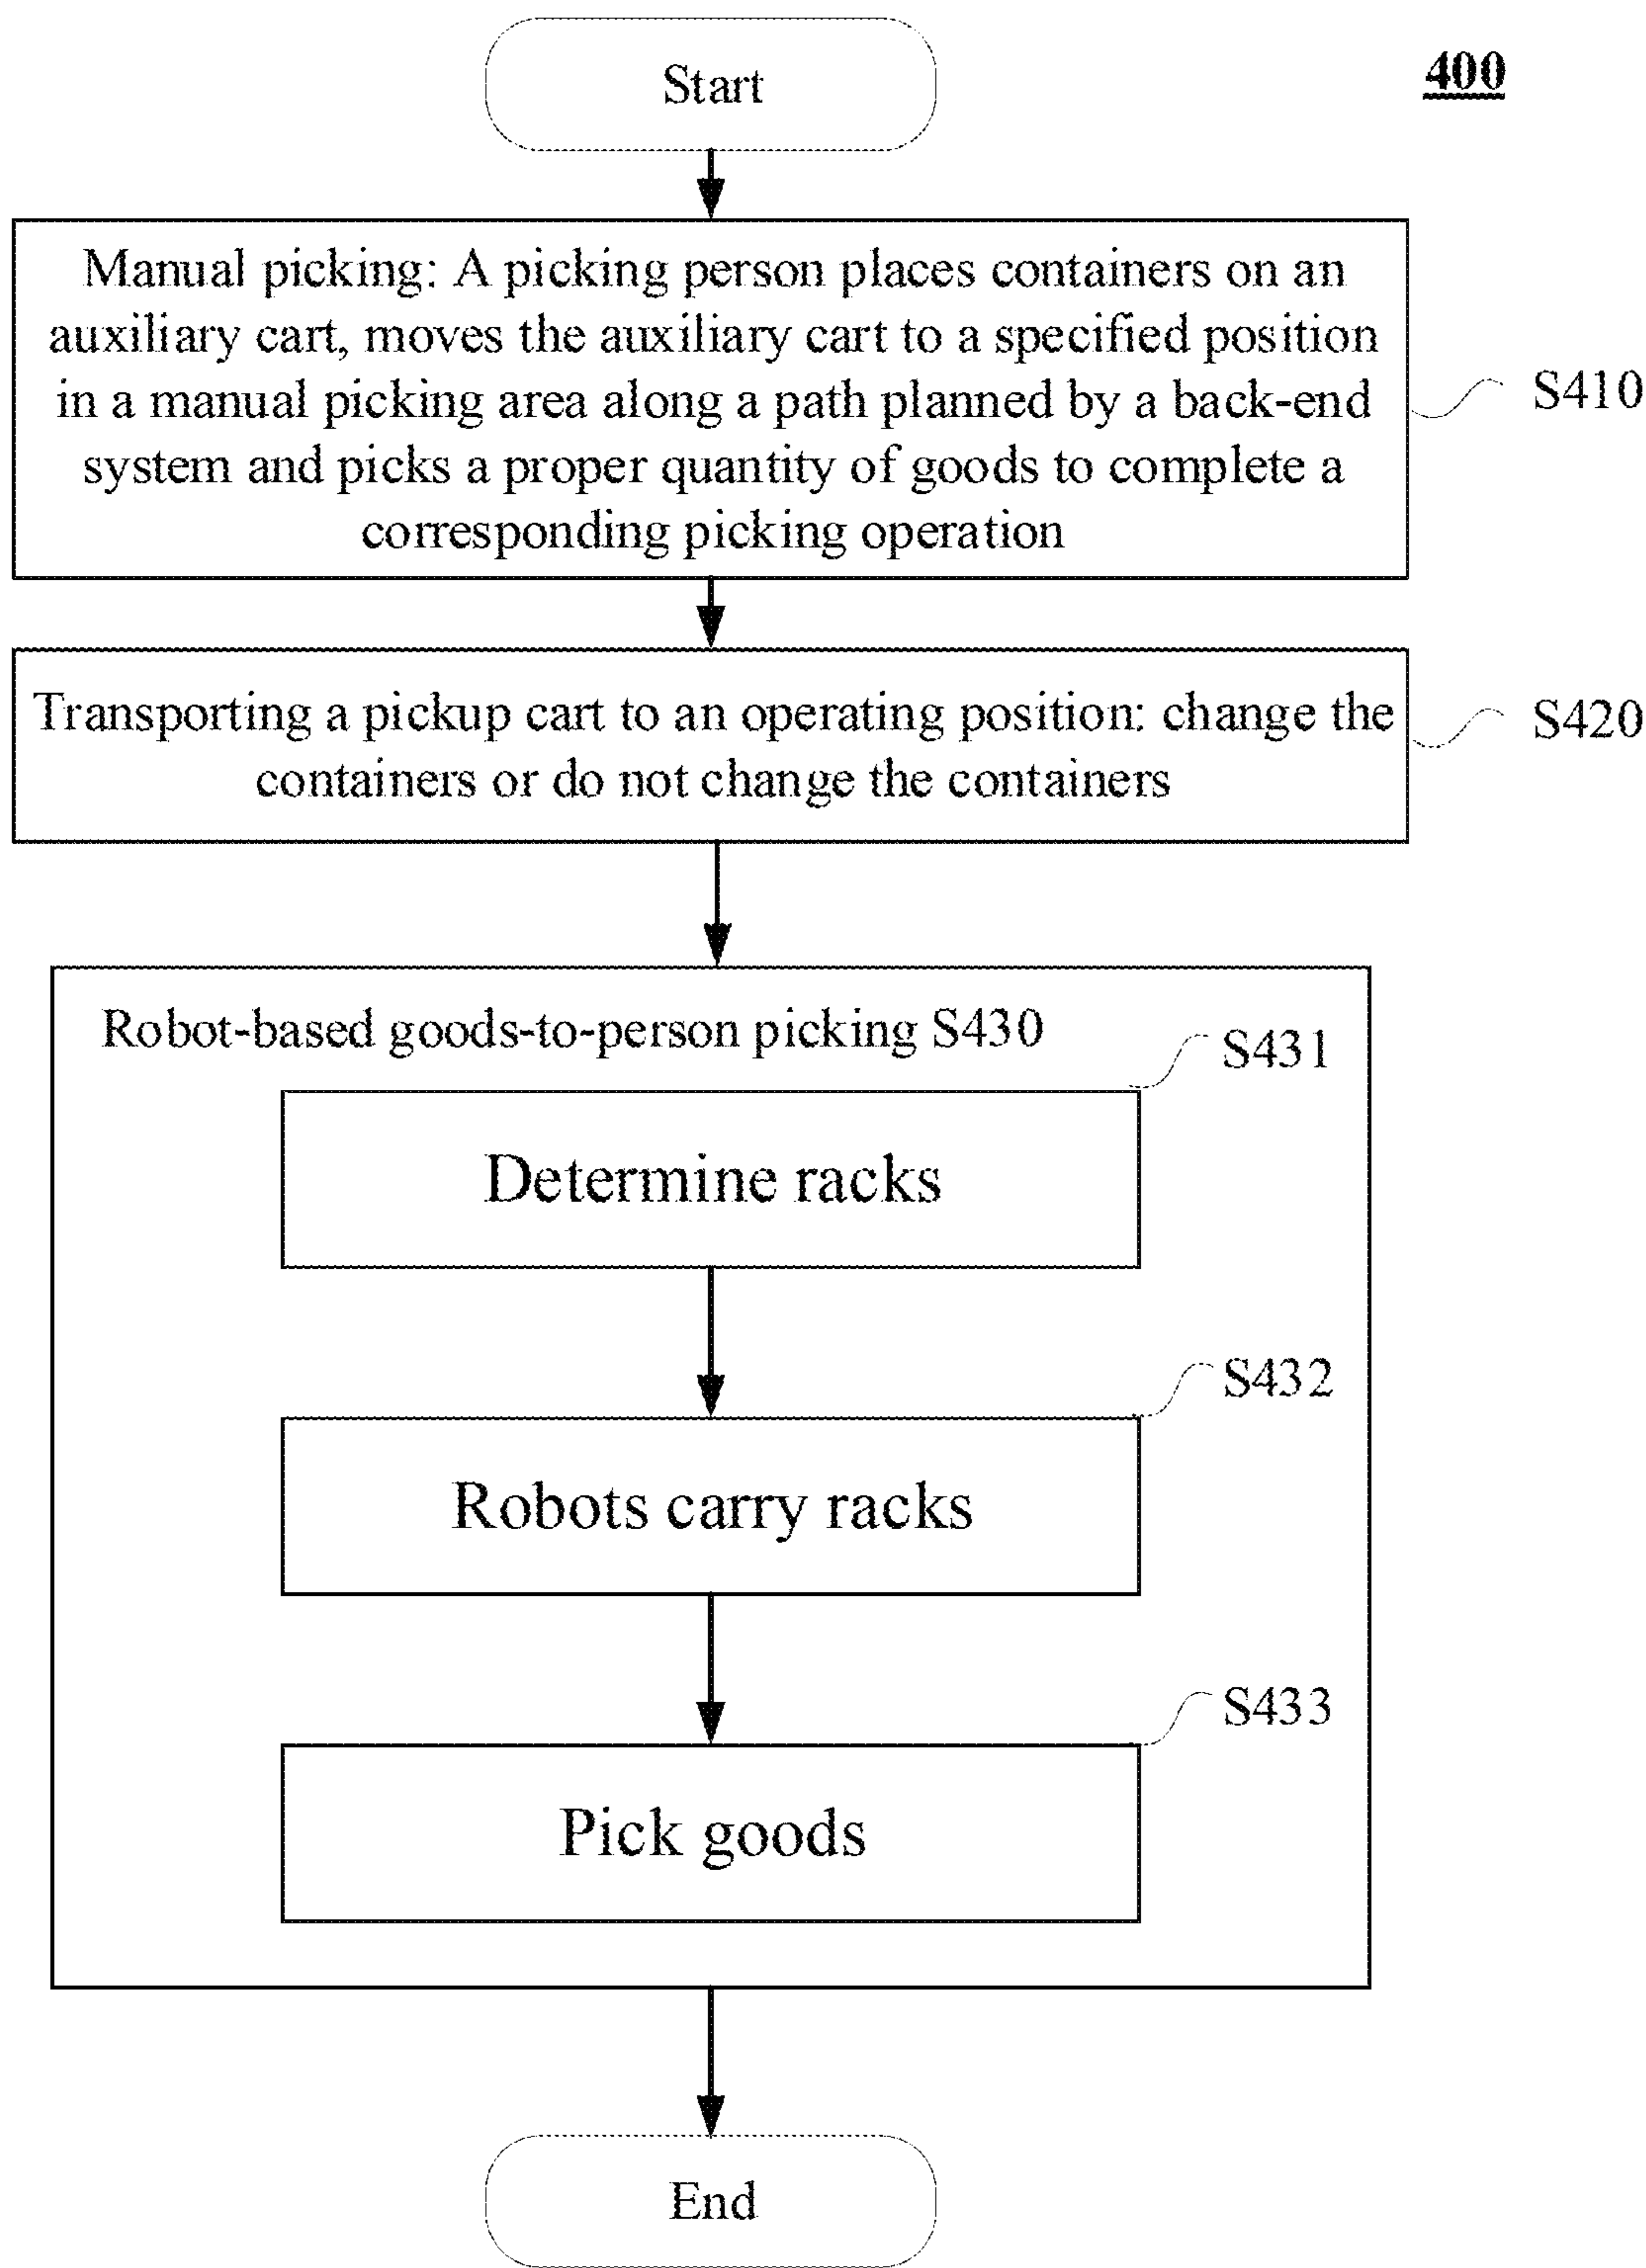 400
Start
Manual picking: A picking person places containers on an
auxiliary cart, moves the auxiliary cart to a specified position
in a manual picking area along a path planned by a back-end
system and picks a proper quantity of goods to complete a
corresponding picking operation
S410
Transporting a pickup cart to an operating position: change the
containers or do not change the containers
S420
Robot-based goods-to-person picking S430
S431
Determine racks
S432
Robots carry racks
S433
Pick goods
End